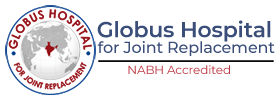 GLOBUS HOSPITAL
FOR JOINT REPLACEMENT
Globus Hospital
for Joint Replacement
NABH Accredited